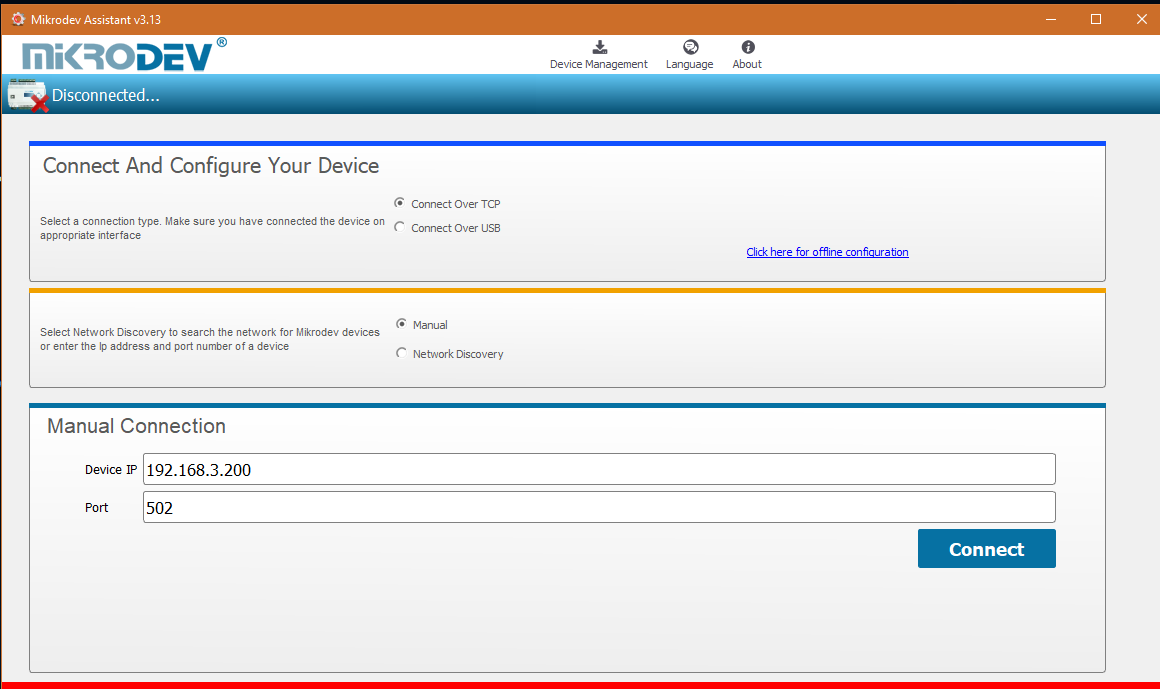 Mikrodev Assistant v3.13
MiKRODEV®
Device Management
Language
About
Disconnected...
Connect And Configure Your Device
Select a connection type. Make sure you have connected the device on
appropriate interface
Connect Over TCP
Connect Over USB
Click here for offline configuration
Select Network Discovery to search the network for Mikrodev devices
or enter the Ip address and port number of a device
Manual
Network Discovery
Manual Connection
Device IP 192.168.3.200
Port 502
Connect